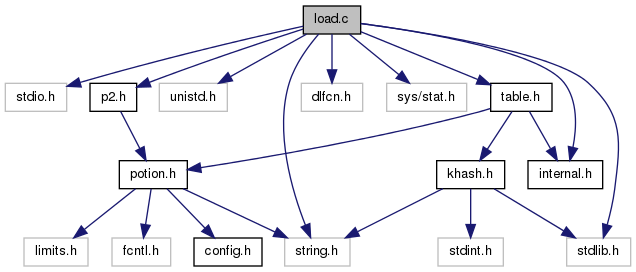 load.c
stdio.h
p2.h
unistd.h
dlfcn.h
sys/stat.h
table.h
potion.h
khash.h
internal.h
limits.h
fcntl.h
config.h
string.h
stdint.h
stdlib.h